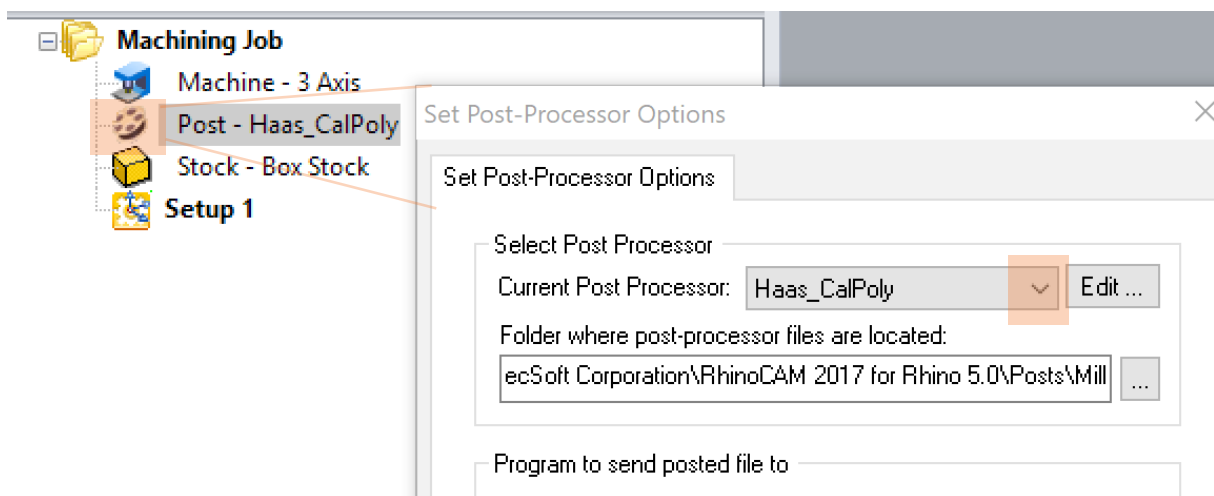 Machining Job
Machine - 3 Axis
Post - Haas_CalPoly
Stock - Box Stock
Setup 1
Set Post-Processor Options
Set Post-Processor Options
Select Post Processor
Current Post Processor: Haas_CalPoly Edit ...
Folder where post-processor files are located:
ecSoft Corporation\RhinoCAM 2017 for Rhino 5.0\Posts\Mill ...
Program to send posted file to